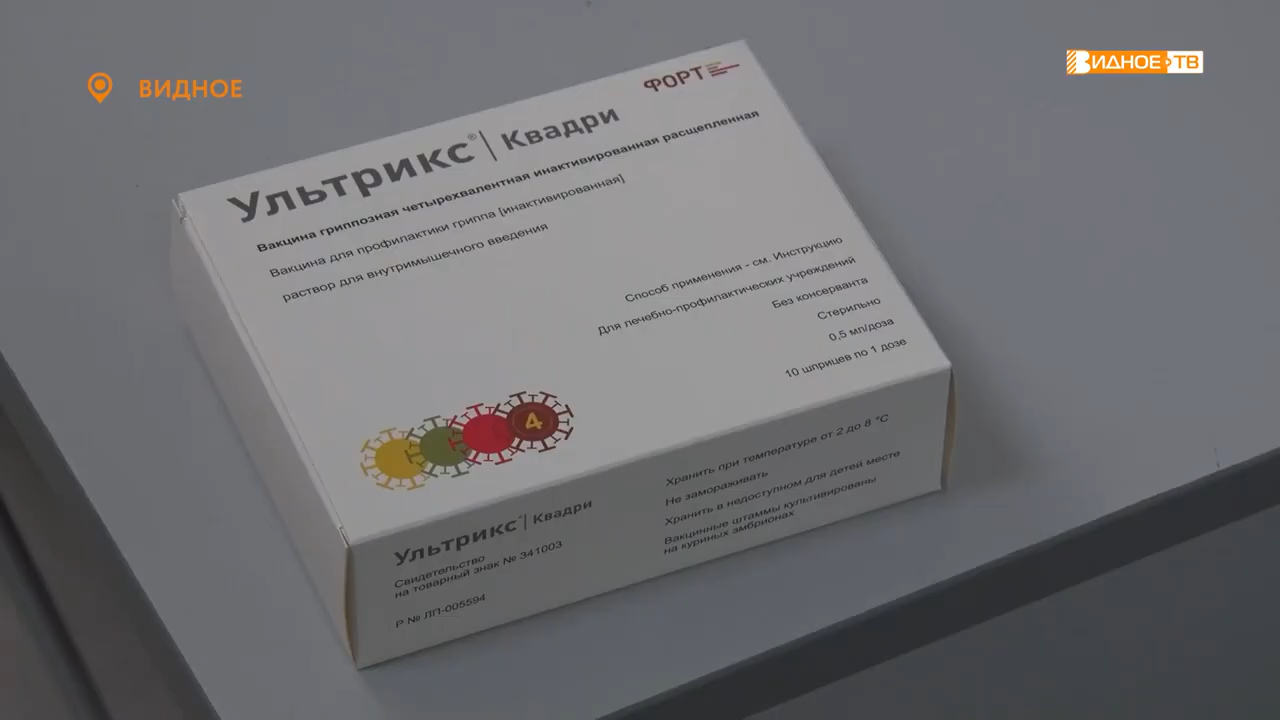 ВИДНОЕ
ВИДНОЕ ТВ
ФОРТ
Ультрикс® | Квадри
Вакцина гриппозная четырехвалентная инактивированная расщепленная
Вакцина для профилактики гриппа [инактивированная]
раствор для внутримышечного введения
Способ применения - см. Инструкцию
Для лечебно-профилактических учреждений
Без консерванта
Стерильно
0,5 мл/доза
10 шприцев по 1 дозе
4
Ультрикс® | Квадри
Свидетельство
на товарный знак № 341003
Р № ЛП-005594
Хранить при температуре от 2 до 8 °С
Не замораживать
Хранить в недоступном для детей месте
Вакцинные штаммы культивированы
на куриных эмбрионах